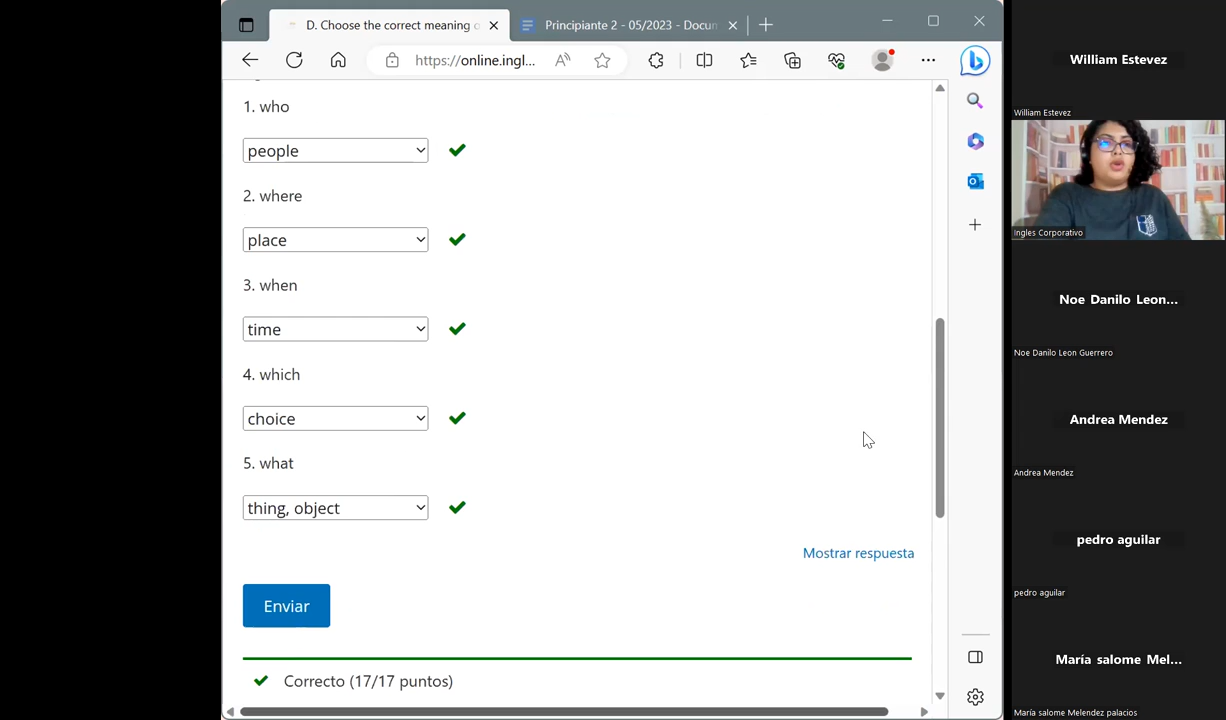 D. Choose the correct meaning o
Principiante 2 - 05/2023 - Docun
https://online.ingl...
1. who
people
2. where
place
3. when
time
4. which
choice
5. what
thing, object
Mostrar respuesta
Enviar
Correcto (17/17 puntos)
William Estevez
William Estevez
Ingles Corporativo
Noe Danilo Leon...
Noe Danilo Leon Guerrero
Andrea Mendez
Andrea Mendez
pedro aguilar
pedro aguilar
María salome Mel...
María salome Melendez palacios